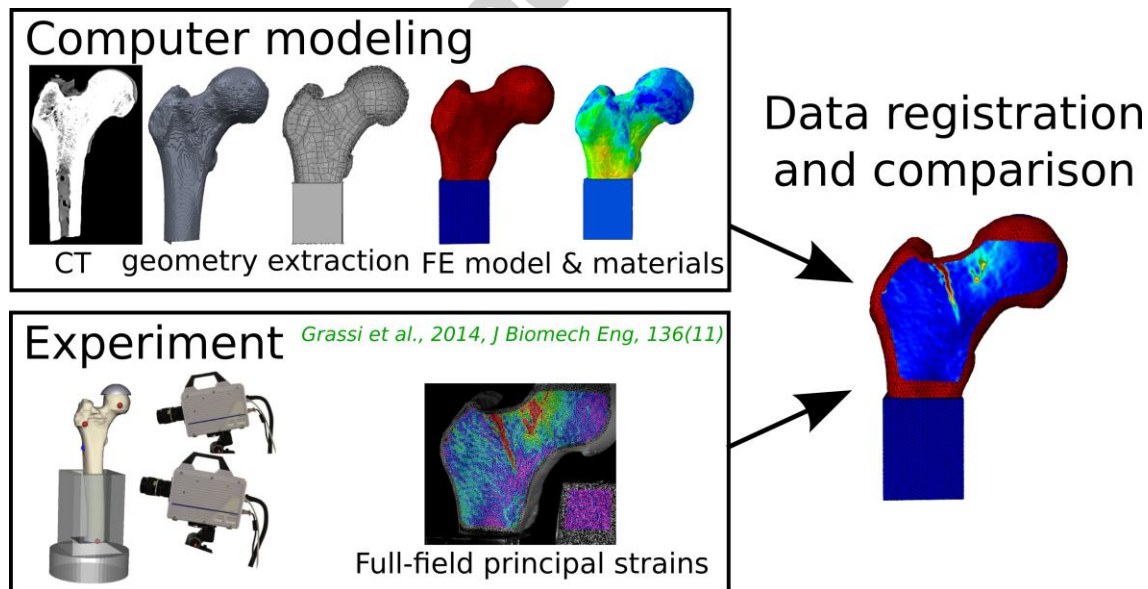 Computer modeling
CT
geometry extraction
FE model & materials
Data registration
and comparison
Experiment
Grassi et al., 2014, J Biomech Eng, 136(11)
Full-field principal strains